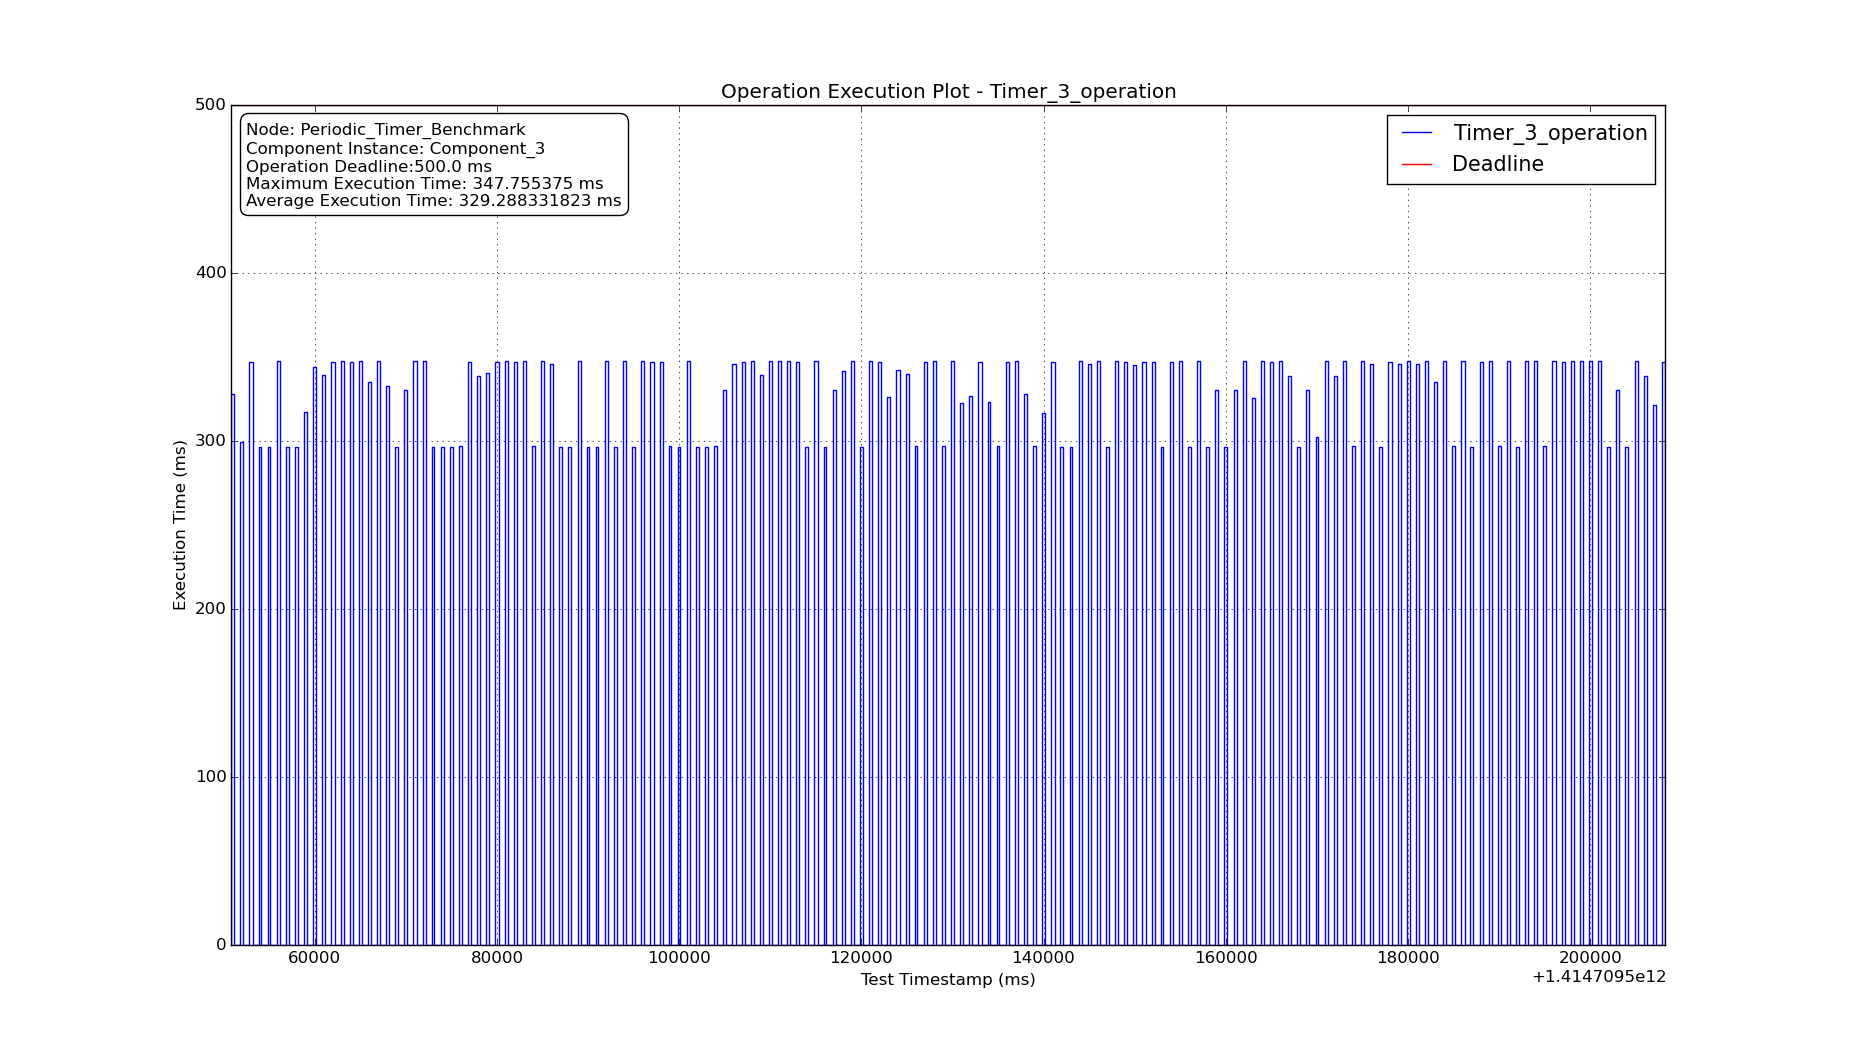 Operation Execution Plot - Timer_3_operation
Node: Periodic_Timer_Benchmark
Component Instance: Component_3
Operation Deadline:500.0 ms
Maximum Execution Time: 347.755375 ms
Average Execution Time: 329.288331823 ms
Timer_3_operation
Deadline
500
400
300
200
100
0
Execution Time (ms)
60000 80000 100000 120000 140000 160000 180000 200000
+1.4147095e12
Test Timestamp (ms)